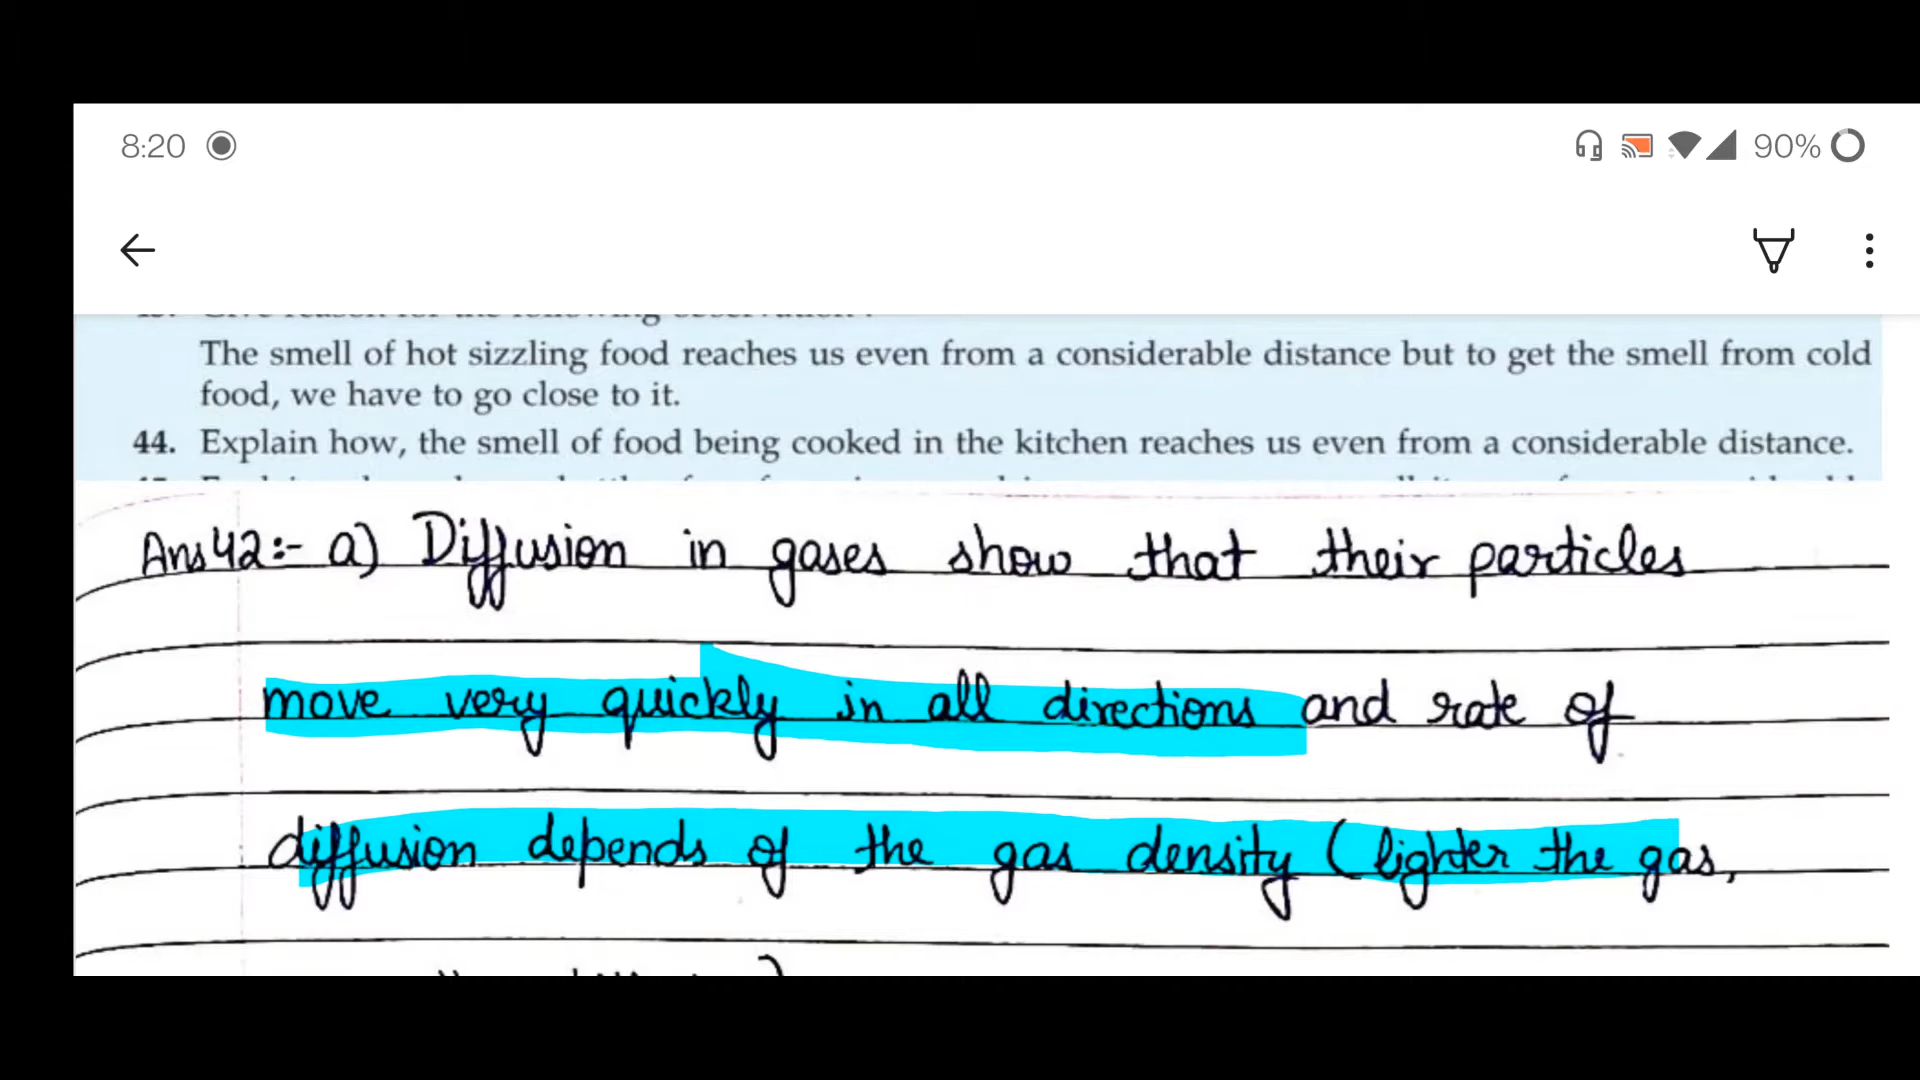 8:20 90%
The smell of hot sizzling food reaches us even from a considerable distance but to get the smell from cold
food, we have to go close to it.
44. Explain how, the smell of food being cooked in the kitchen reaches us even from a considerable distance.
Ans 42:- a) Diffusion in gases show that their particles
move very quickly in all directions and rate of
diffusion depends of the gas density (lighter the gas,